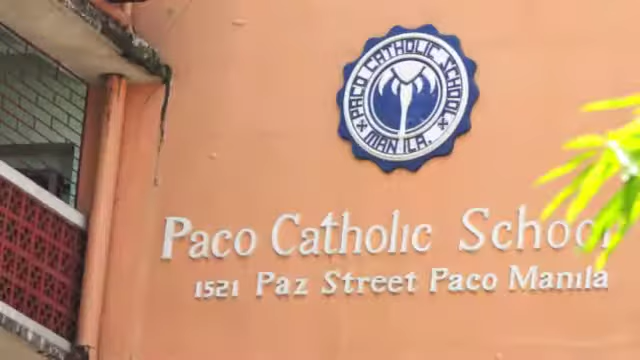 PACO CATHOLIC SCHOOL
MANILA.
Paco Catholic School
1521 Paz Street Paco Manila